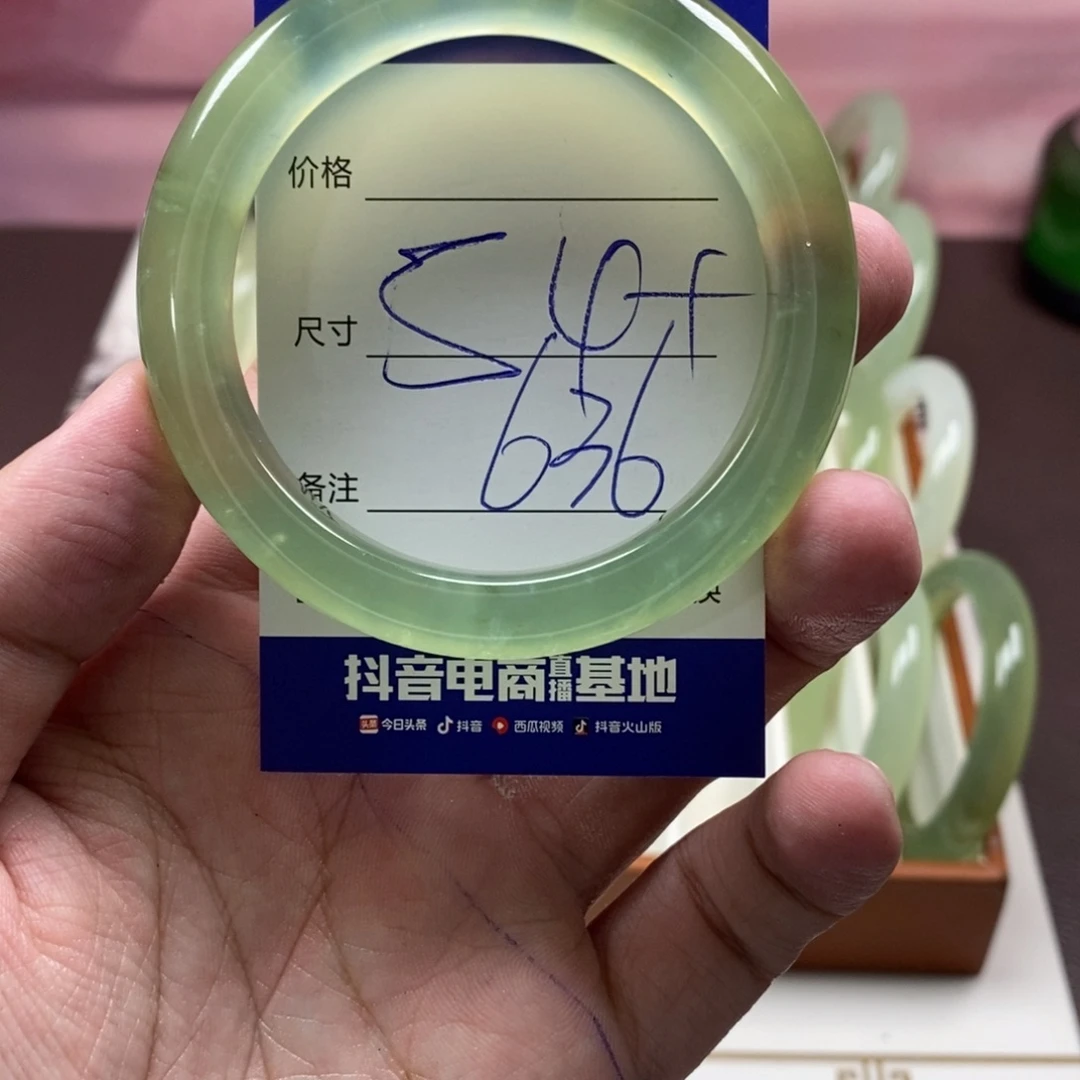 价格
54+
尺寸
636
备注
抖音电商直播基地
今日头条 抖音 西瓜视频 抖音火山版